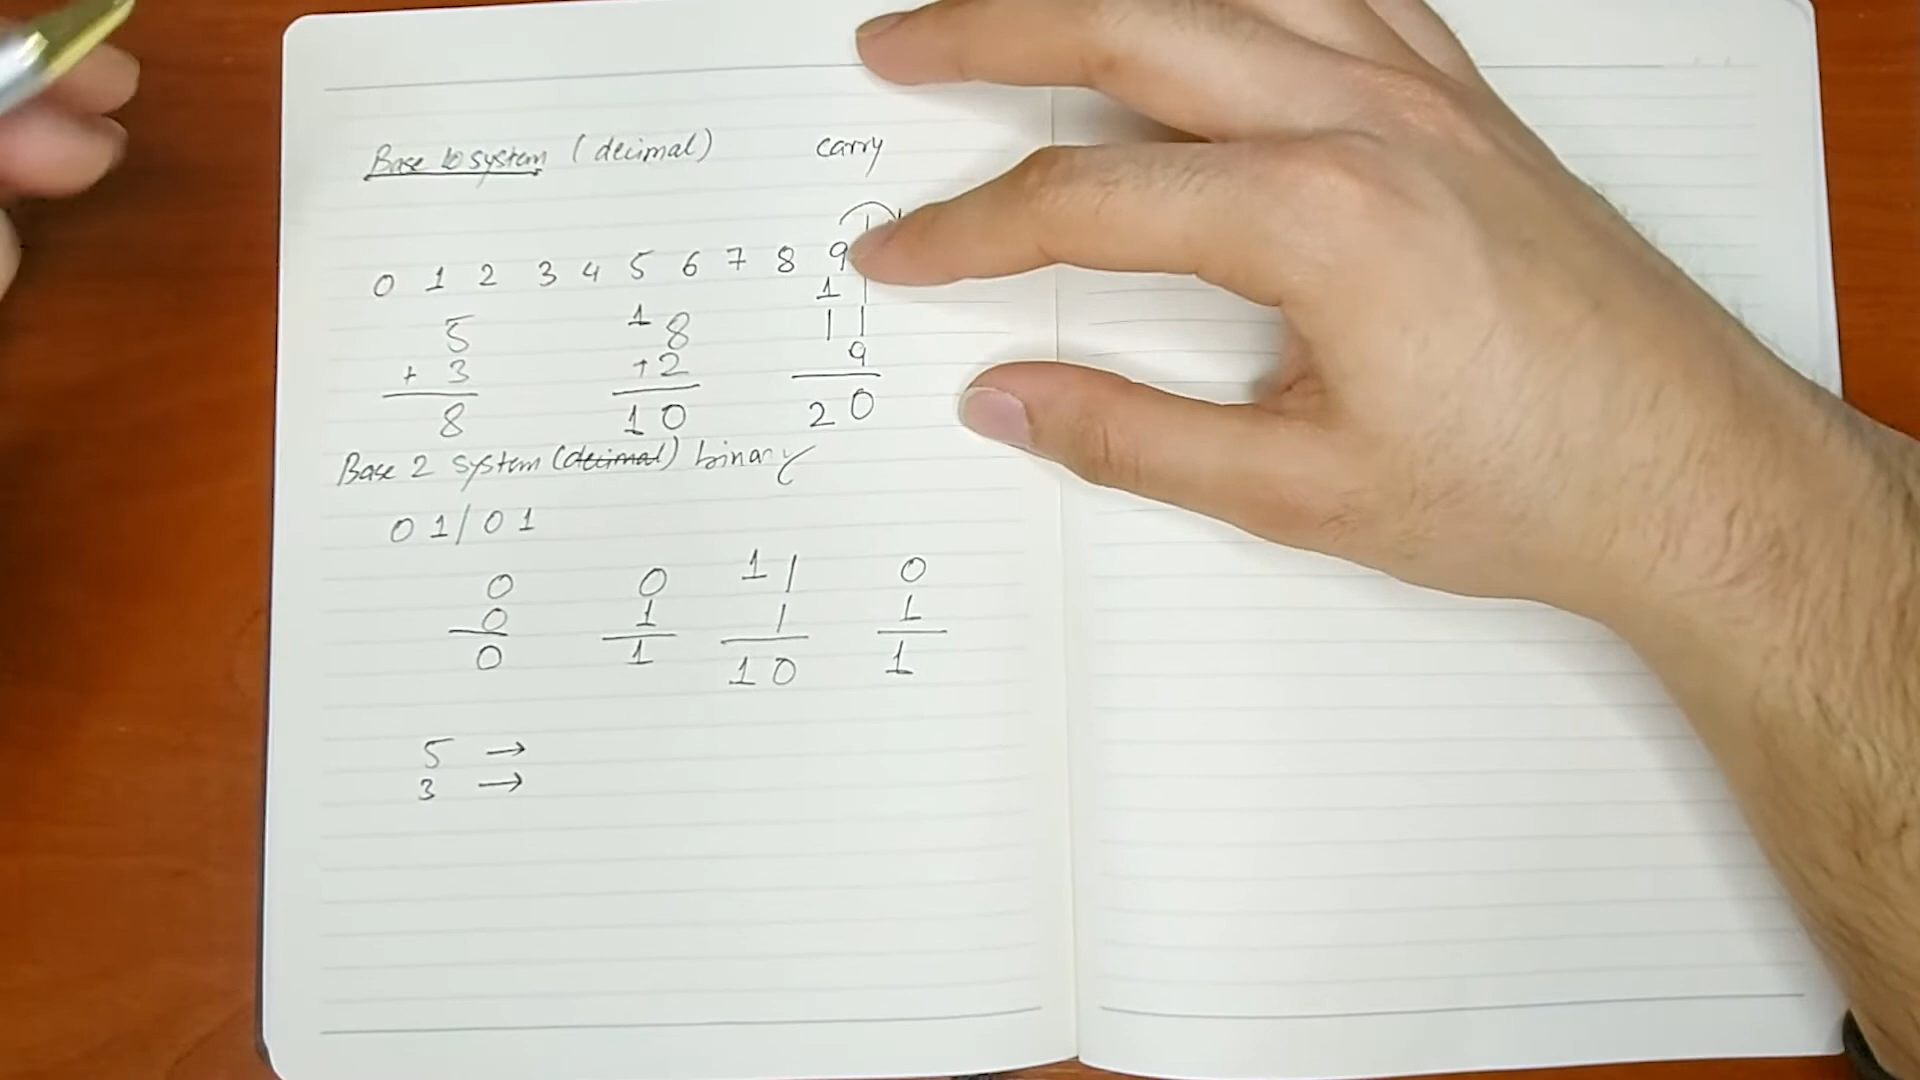 Base 10 system (decimal) carry
0 1 2 3 4 5 6 7 8 9
1
5 1 8 1 1
+ 3 + 2 9
8 1 0 2 0
Base 2 system (decimal) binary
0 1 / 0 1
0 0 1 1 0
0 1 1 1
0 1 1 0 1
5 →
3 →